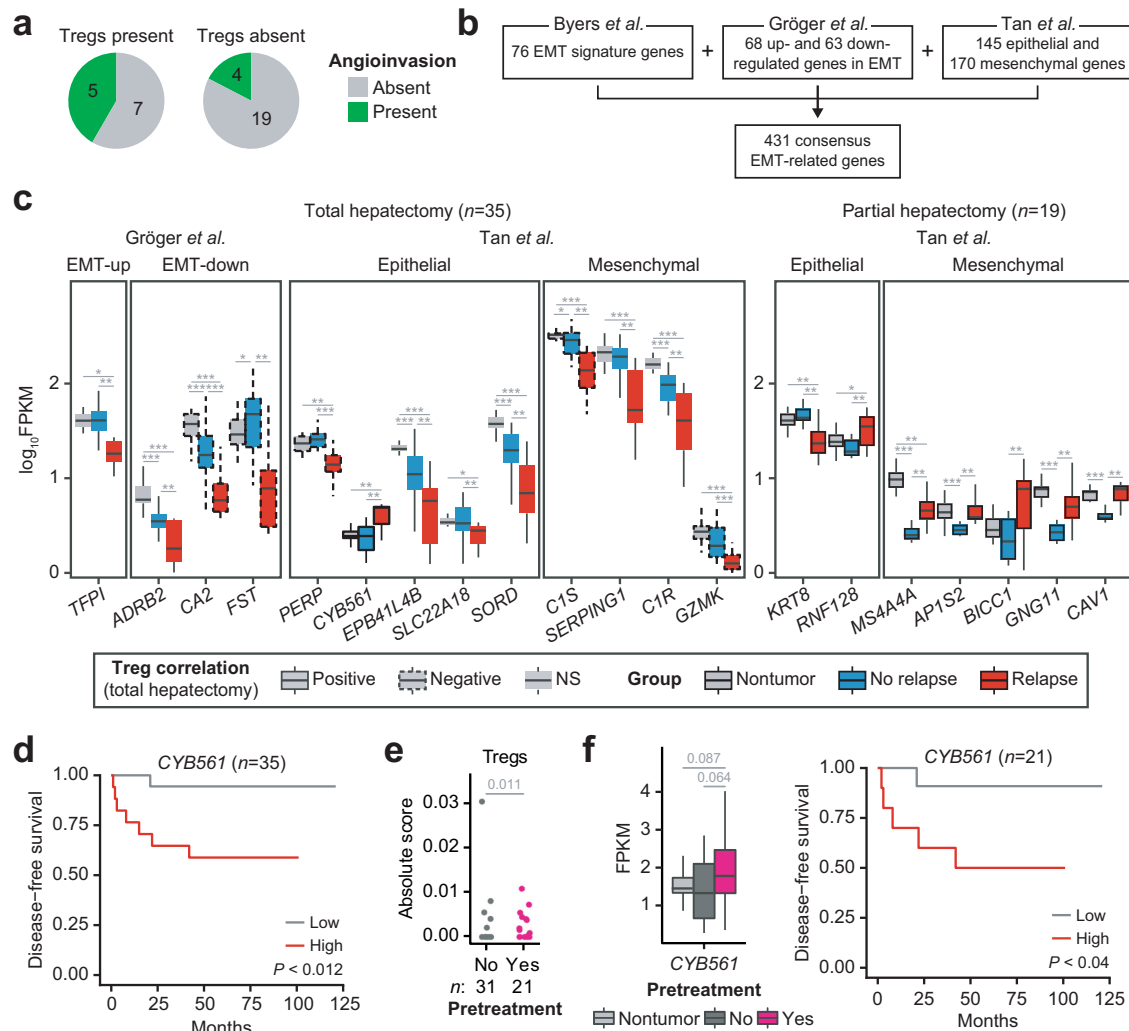 a
Tregs present
Tregs absent
5
7
4
19
Angioinvasion
Absent
Present
b
Byers et al.
76 EMT signature genes
+
Gröger et al.
68 up- and 63 down-
regulated genes in EMT
+
Tan et al.
145 epithelial and
170 mesenchymal genes
431 consensus
EMT-related genes
c
Total hepatectomy (n=35)
Partial hepatectomy (n=19)
Gröger et al.
Tan et al.
Tan et al.
EMT-up
EMT-down
Epithelial
Mesenchymal
Epithelial
Mesenchymal
log10FPKM
2
1
0
2
1
0
* ** *** *** ** *** *** *** * **
** *** ** ** *** *** ** * ** *** *** **
*** * ** *** ** *** *** ** *** ***
** ** * ** ** *** ** *** ** ** *** ** *** **
TFPI
ADRB2
CA2
FST
PERP
CYB561
EPB41L4B
SLC22A18
SORD
C1S
SERPING1
C1R
GZMK
KRT8
RNF128
MS4A4A
AP1S2
BICC1
GNG11
CAV1
Treg correlation
(total hepatectomy)
Positive
Negative
NS
Group
Nontumor
No relapse
Relapse
d
CYB561 (n=35)
Disease−free survival
1.00
0.75
0.50
0.25
0.00
Low
High
P < 0.012
0 25 50 75 100 125
Months
e
Tregs
0.011
Absolute score
0.03
0.02
0.01
0.00
No Yes
n: 31 21
Pretreatment
f
0.087
0.064
FPKM
4
3
2
1
CYB561
Pretreatment
Nontumor
No
Yes
CYB561 (n=21)
Disease−free survival
1.00
0.75
0.50
0.25
0.00
Low
High
P < 0.04
0 25 50 75 100 125
Months